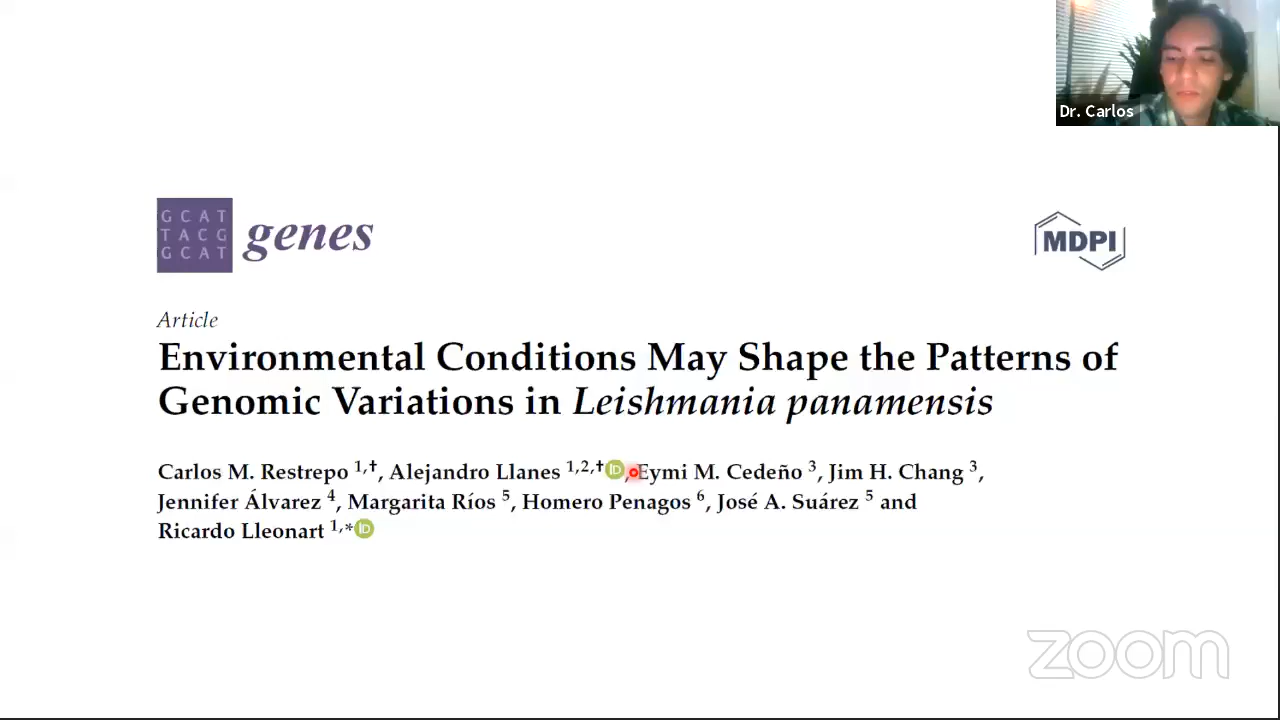 Dr. Carlos
GCAT
TACG
GCAT
genes
MDPI
Article
Environmental Conditions May Shape the Patterns of
Genomic Variations in Leishmania panamensis
Carlos M. Restrepo 1,†, Alejandro Llanes 1,2,† iD, Eymi M. Cedeño 3, Jim H. Chang 3,
Jennifer Álvarez 4, Margarita Ríos 5, Homero Penagos 6, José A. Suárez 5 and
Ricardo Lleonart 1,* iD
zoom